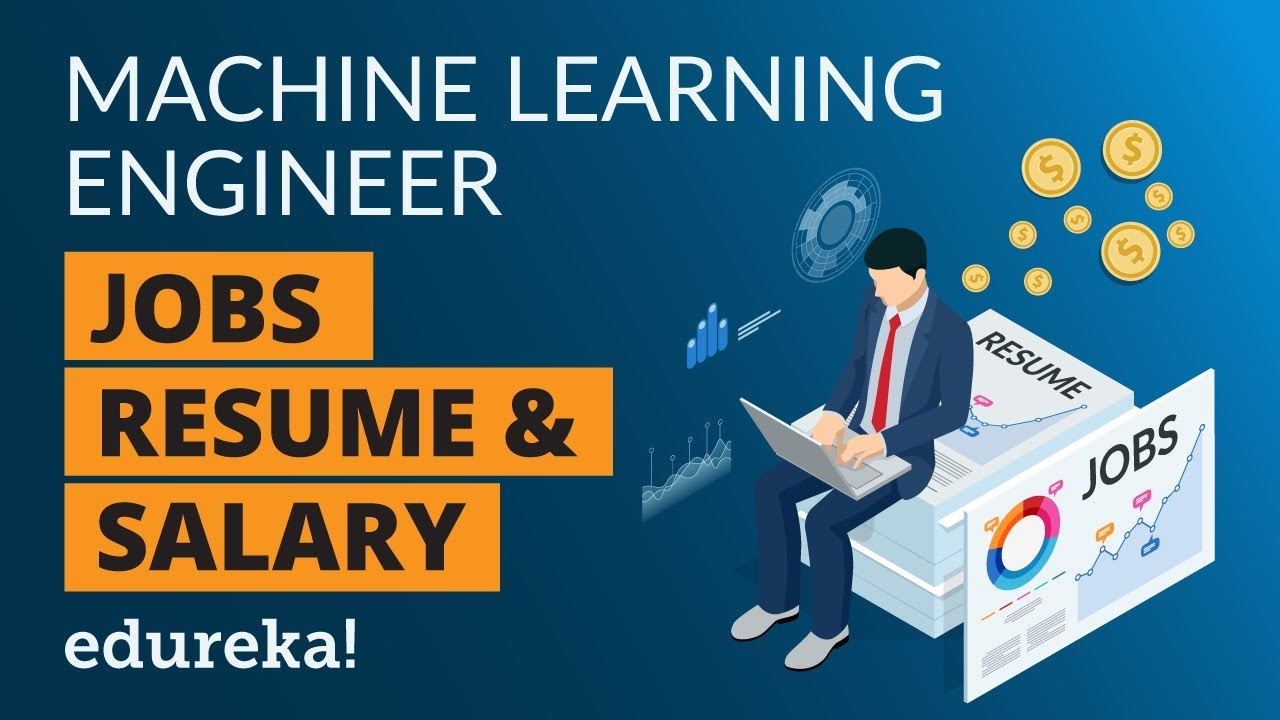 MACHINE LEARNING
ENGINEER
JOBS
RESUME &
SALARY
edureka!
RESUME
JOBS